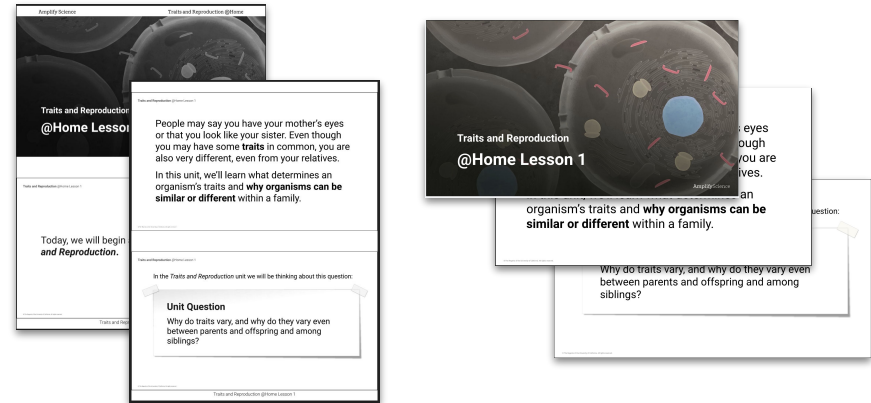 Amplify Science
Traits and Reproduction @Home
Traits and Reproduction
@Home Lesson
Traits and Reproduction @Home Lesson 1
Today, we will begin
and Reproduction.
Traits and Rep
Traits and Reproduction @Home Lesson 1
People may say you have your mother's eyes
or that you look like your sister. Even though
you may have some traits in common, you are
also very different, even from your relatives.
In this unit, we'll learn what determines an
organism's traits and why organisms can be
similar or different within a family.
Traits and Reproduction @Home Lesson 1
In the Traits and Reproduction unit we will be thinking about this question:
Unit Question
Why do traits vary, and why do they vary even
between parents and offspring and among
siblings?
Traits and Reproduction @Home Lesson 1
Traits and Reproduction
@Home Lesson 1
AmplifyScience
eyes
ough
you are
ives.
an
organism's traits and why organisms can be
similar or different within a family.
uestion:
Why do traits vary, and why do they vary even
between parents and offspring and among
siblings?